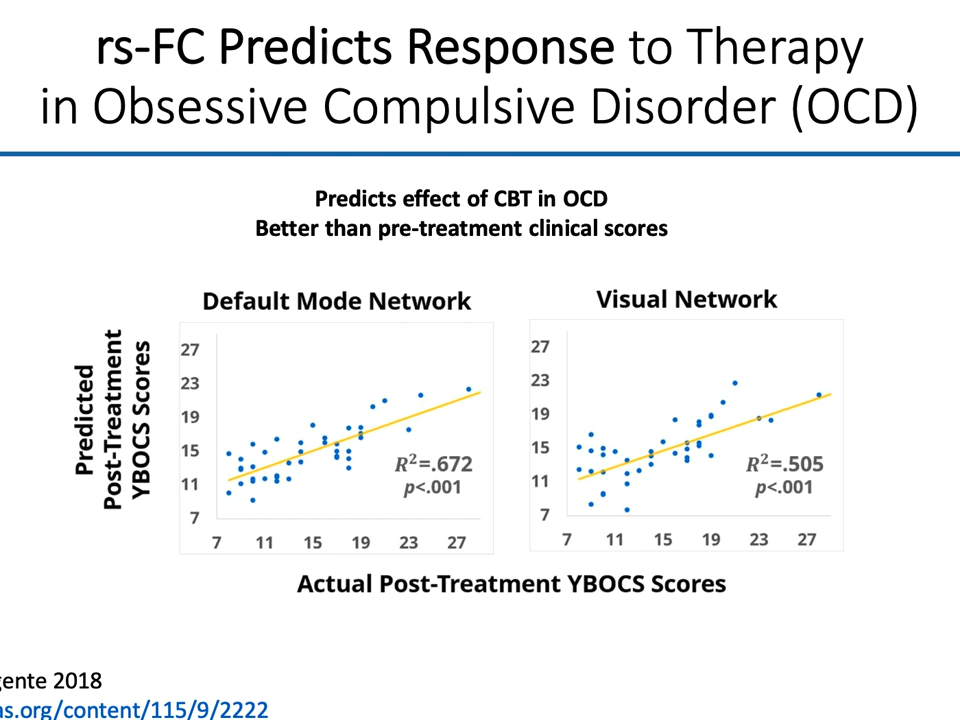 rs-FC Predicts Response to Therapy
in Obsessive Compulsive Disorder (OCD)
Predicts effect of CBT in OCD
Better than pre-treatment clinical scores
Default Mode Network
Visual Network
Predicted
Post-Treatment
YBOCS Scores
27
23
19
15
11
7
R²=.672
p<.001
7 11 15 19 23 27
27
23
19
15
11
7
R²=.505
p<.001
7 11 15 19 23 27
Actual Post-Treatment YBOCS Scores
gente 2018
as.org/content/115/9/2222